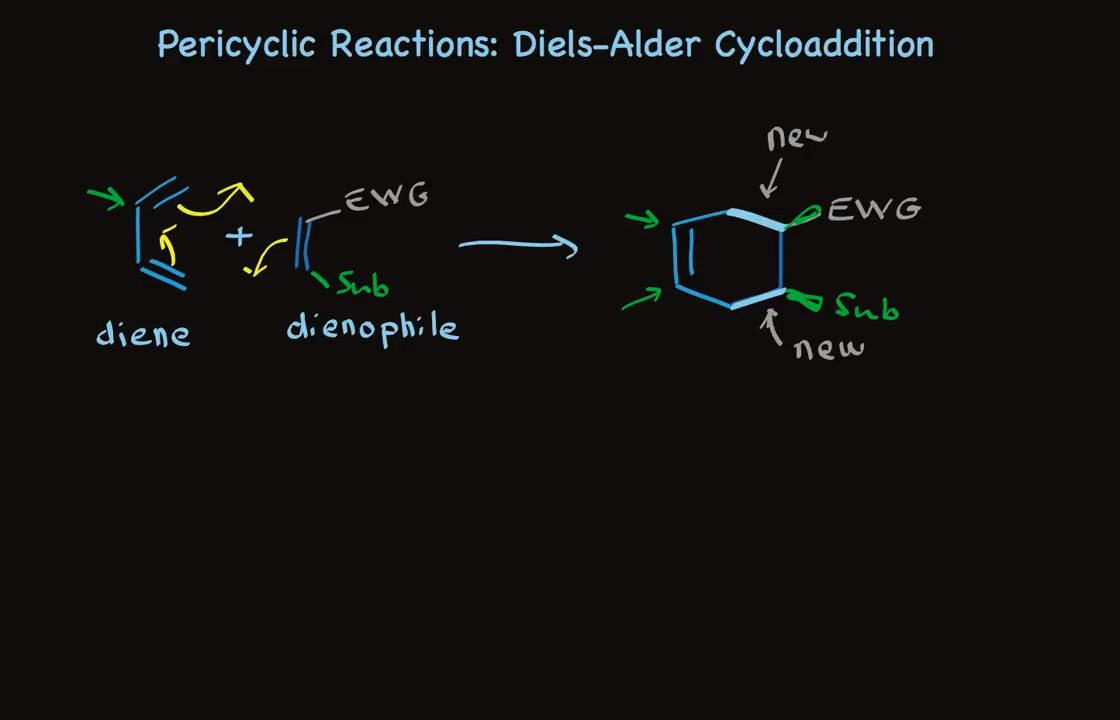 Pericyclic Reactions: Diels-Alder Cycloaddition
new
EWG
+
Sub
diene
dienophile
EWG
Sub
new